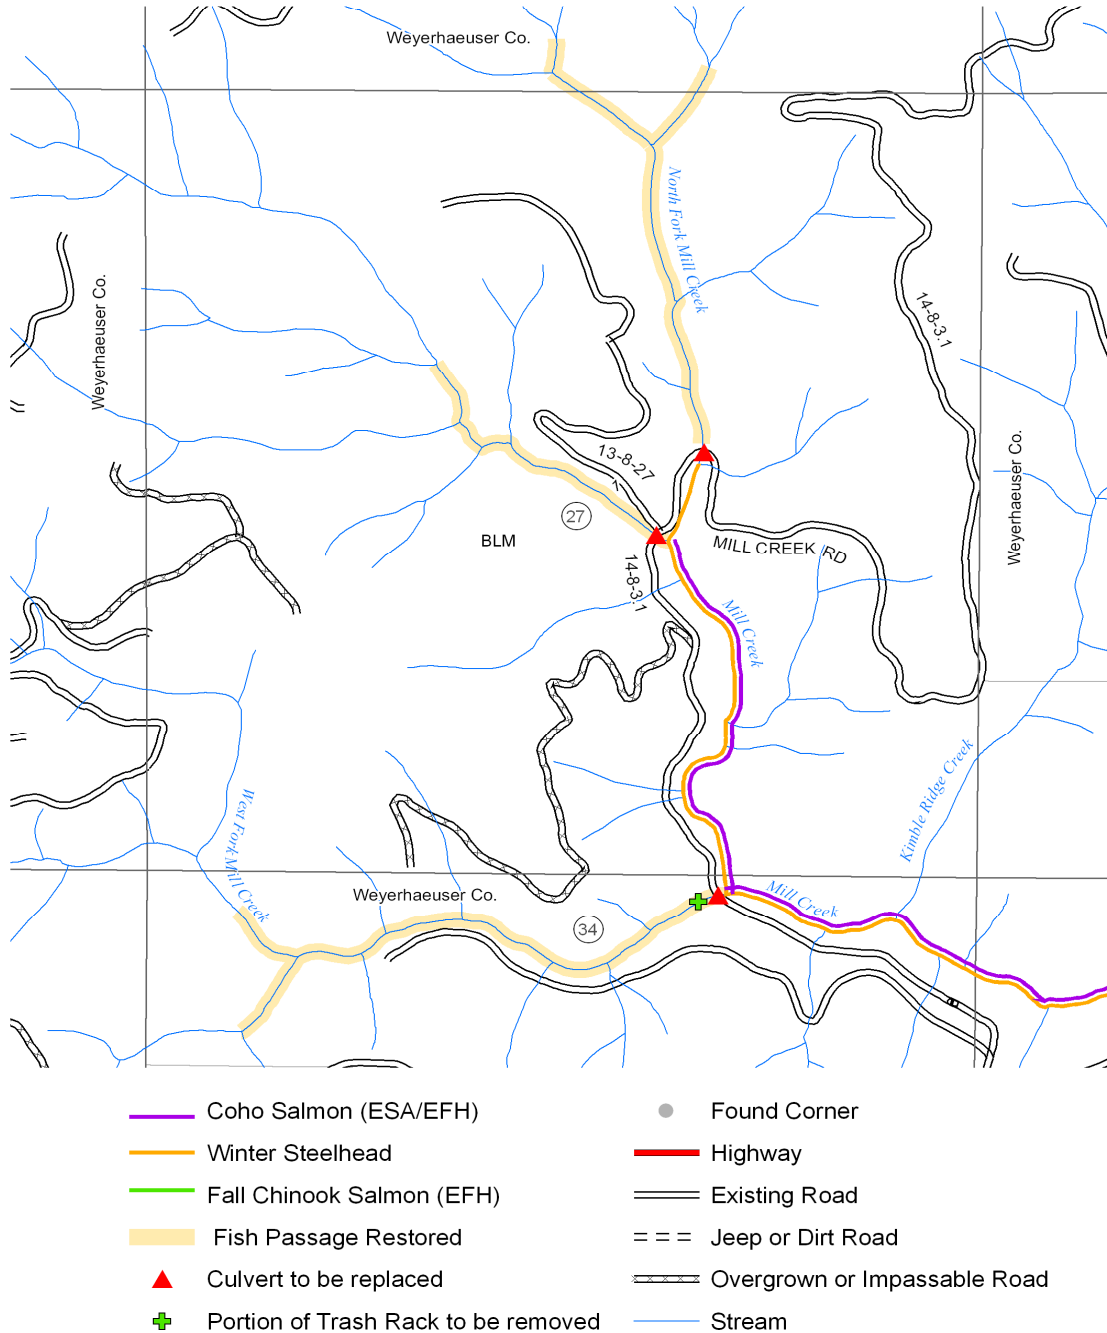 Weyerhaeuser Co.
North Fork Mill Creek
Weyerhaeuser Co.
14-8-3.1
13-8-27
1
27
BLM
MILL CREEK RD
Weyerhaeuser Co.
14-8-3.1
Mill Creek
Kimble Ridge Creek
West Fork Mill Creek
Weyerhaeuser Co.
Mill Creek
34
Coho Salmon (ESA/EFH)
Winter Steelhead
Fall Chinook Salmon (EFH)
Fish Passage Restored
Culvert to be replaced
Portion of Trash Rack to be removed
Found Corner
Highway
Existing Road
Jeep or Dirt Road
Overgrown or Impassable Road
Stream